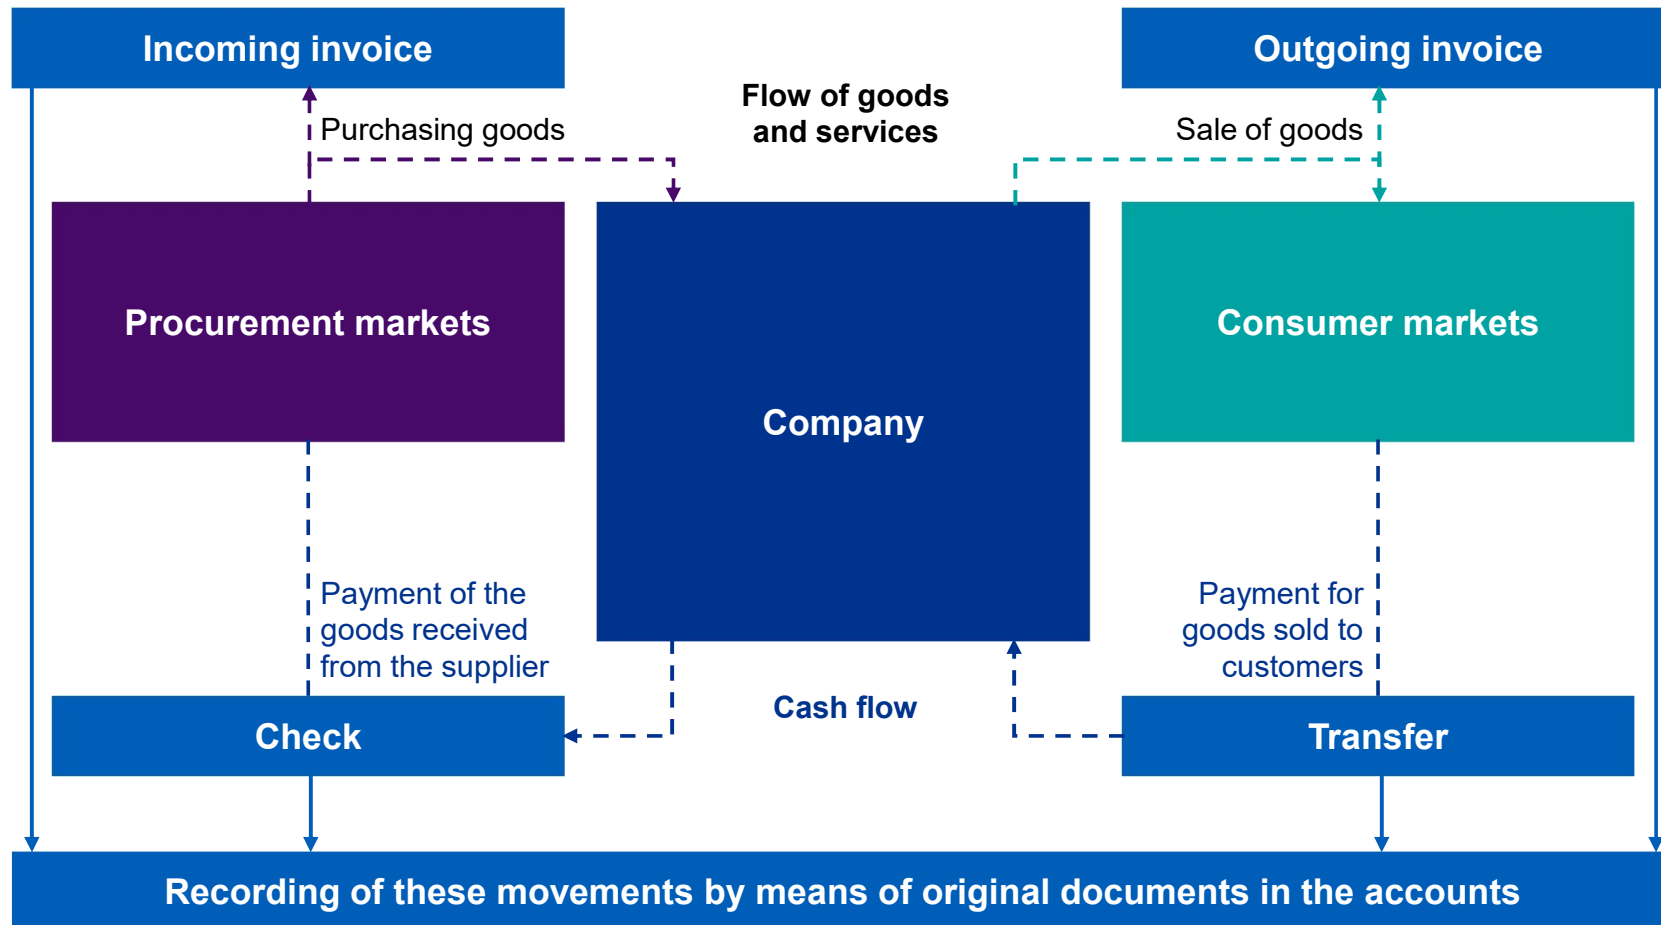 Incoming invoice
Outgoing invoice
Flow of goods
and services
Purchasing goods
Sale of goods
Procurement markets
Company
Consumer markets
Payment of the
goods received
from the supplier
Payment for
goods sold to
customers
Cash flow
Check
Transfer
Recording of these movements by means of original documents in the accounts